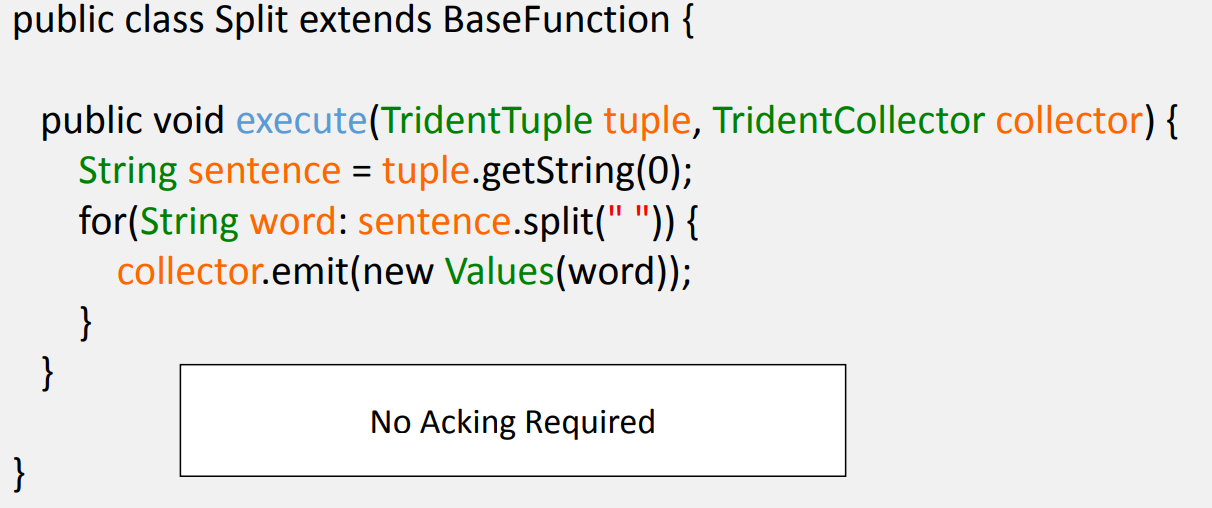 public class Split extends BaseFunction {
public void execute(TridentTuple tuple, TridentCollector collector) {
String sentence = tuple.getString(0);
for(String word: sentence.split(" ")) {
collector.emit(new Values(word));
}
}
No Acking Required
}